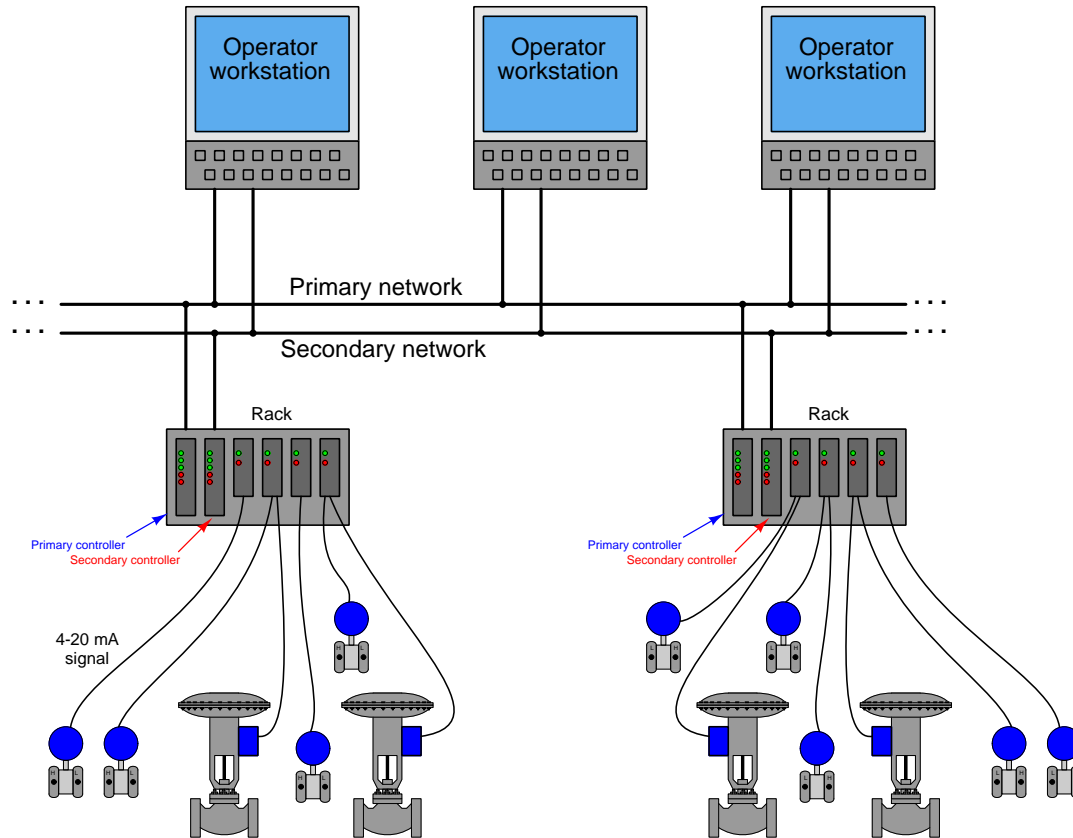 Operator
workstation
Operator
workstation
Operator
workstation
Primary network
. . .
. . .
. . .
. . .
Secondary network
Rack
Rack
Primary controller
Secondary controller
Primary controller
Secondary controller
4-20 mA
signal
H
L
L
H
L
H
H
L
H
L
H
L
H
L
L
H
L
H
L